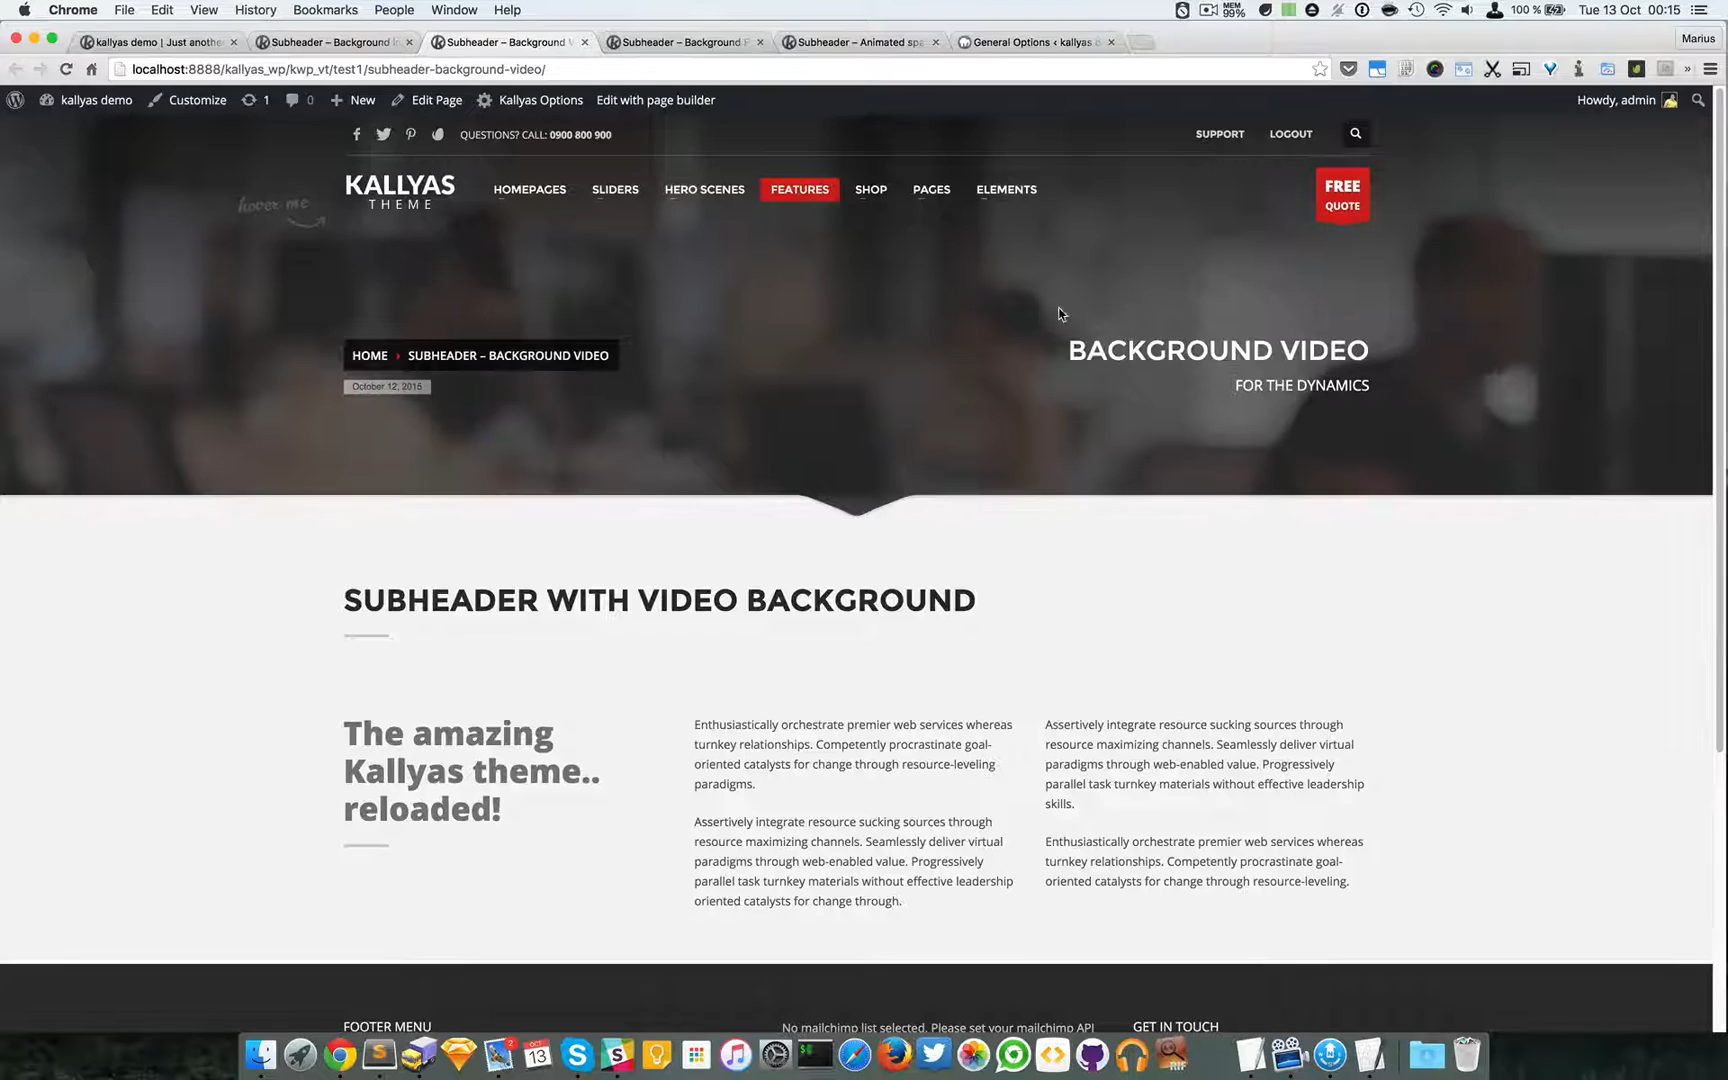 Chrome File Edit View History Bookmarks People Window Help MEM 99% 100% Tue 13 Oct 00:15
kallyas demo | Just anoth Subheader – Background I Subheader – Background V Subheader – Background Subheader – Animated sp General Options ‹ kallyas Marius
localhost:8888/kallyas_wp/kwp_vt/test1/subheader-background-video/
kallyas demo Customize 1 0 New Edit Page Kallyas Options Edit with page builder Howdy, admin
QUESTIONS? CALL: 0900 800 900 SUPPORT LOGOUT
KALLYAS
THEME
hover me
HOMEPAGES SLIDERS HERO SCENES FEATURES SHOP PAGES ELEMENTS
FREE
QUOTE
HOME › SUBHEADER – BACKGROUND VIDEO
October 12, 2015
BACKGROUND VIDEO
FOR THE DYNAMICS
SUBHEADER WITH VIDEO BACKGROUND
The amazing
Kallyas theme..
reloaded!
Enthusiastically orchestrate premier web services whereas
turnkey relationships. Competently procrastinate goal-
oriented catalysts for change through resource-leveling
paradigms.
Assertively integrate resource sucking sources through
resource maximizing channels. Seamlessly deliver virtual
paradigms through web-enabled value. Progressively
parallel task turnkey materials without effective leadership
oriented catalysts for change through.
Assertively integrate resource sucking sources through
resource maximizing channels. Seamlessly deliver virtual
paradigms through web-enabled value. Progressively
parallel task turnkey materials without effective leadership
skills.
Enthusiastically orchestrate premier web services whereas
turnkey relationships. Competently procrastinate goal-
oriented catalysts for change through resource-leveling.
FOOTER MENU
No mailchimp list selected. Please set your mailchimp API
GET IN TOUCH
2
OCT
13
RIF